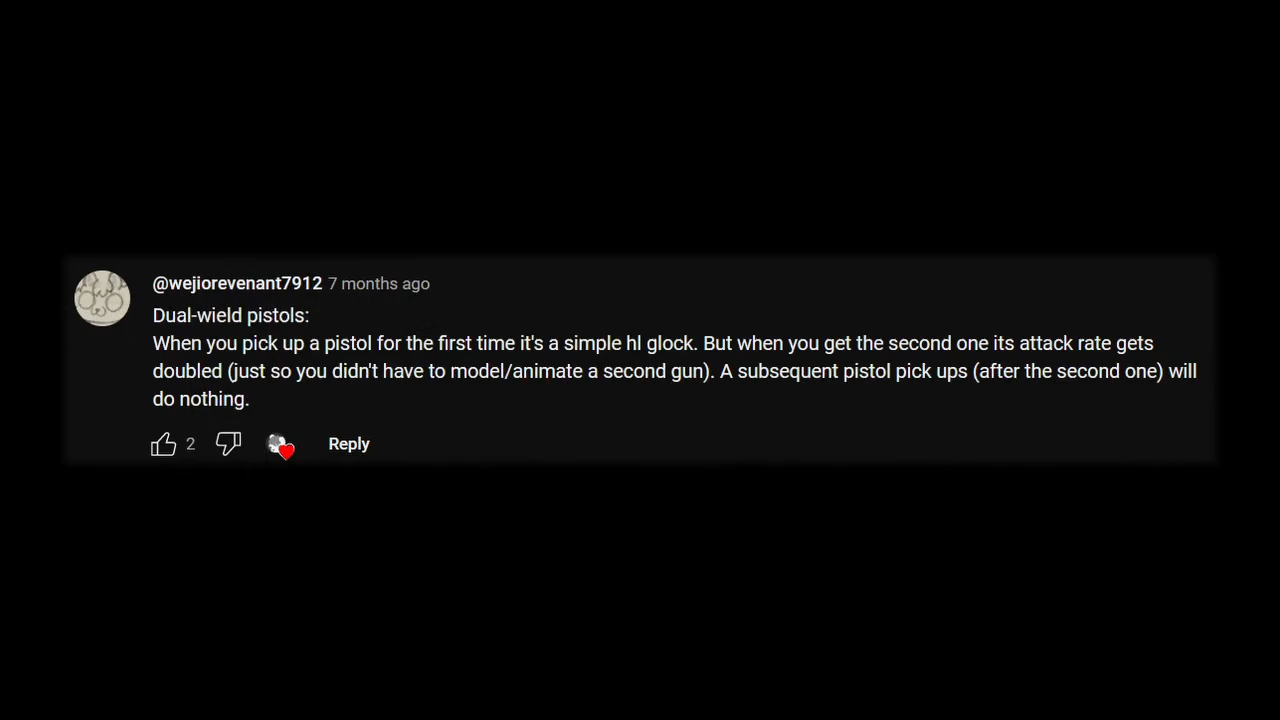 @wejiorevenant7912 7 months ago
Dual-wield pistols:
When you pick up a pistol for the first time it's a simple hl glock. But when you get the second one its attack rate gets
doubled (just so you didn't have to model/animate a second gun). A subsequent pistol pick ups (after the second one) will
do nothing.
2 Reply